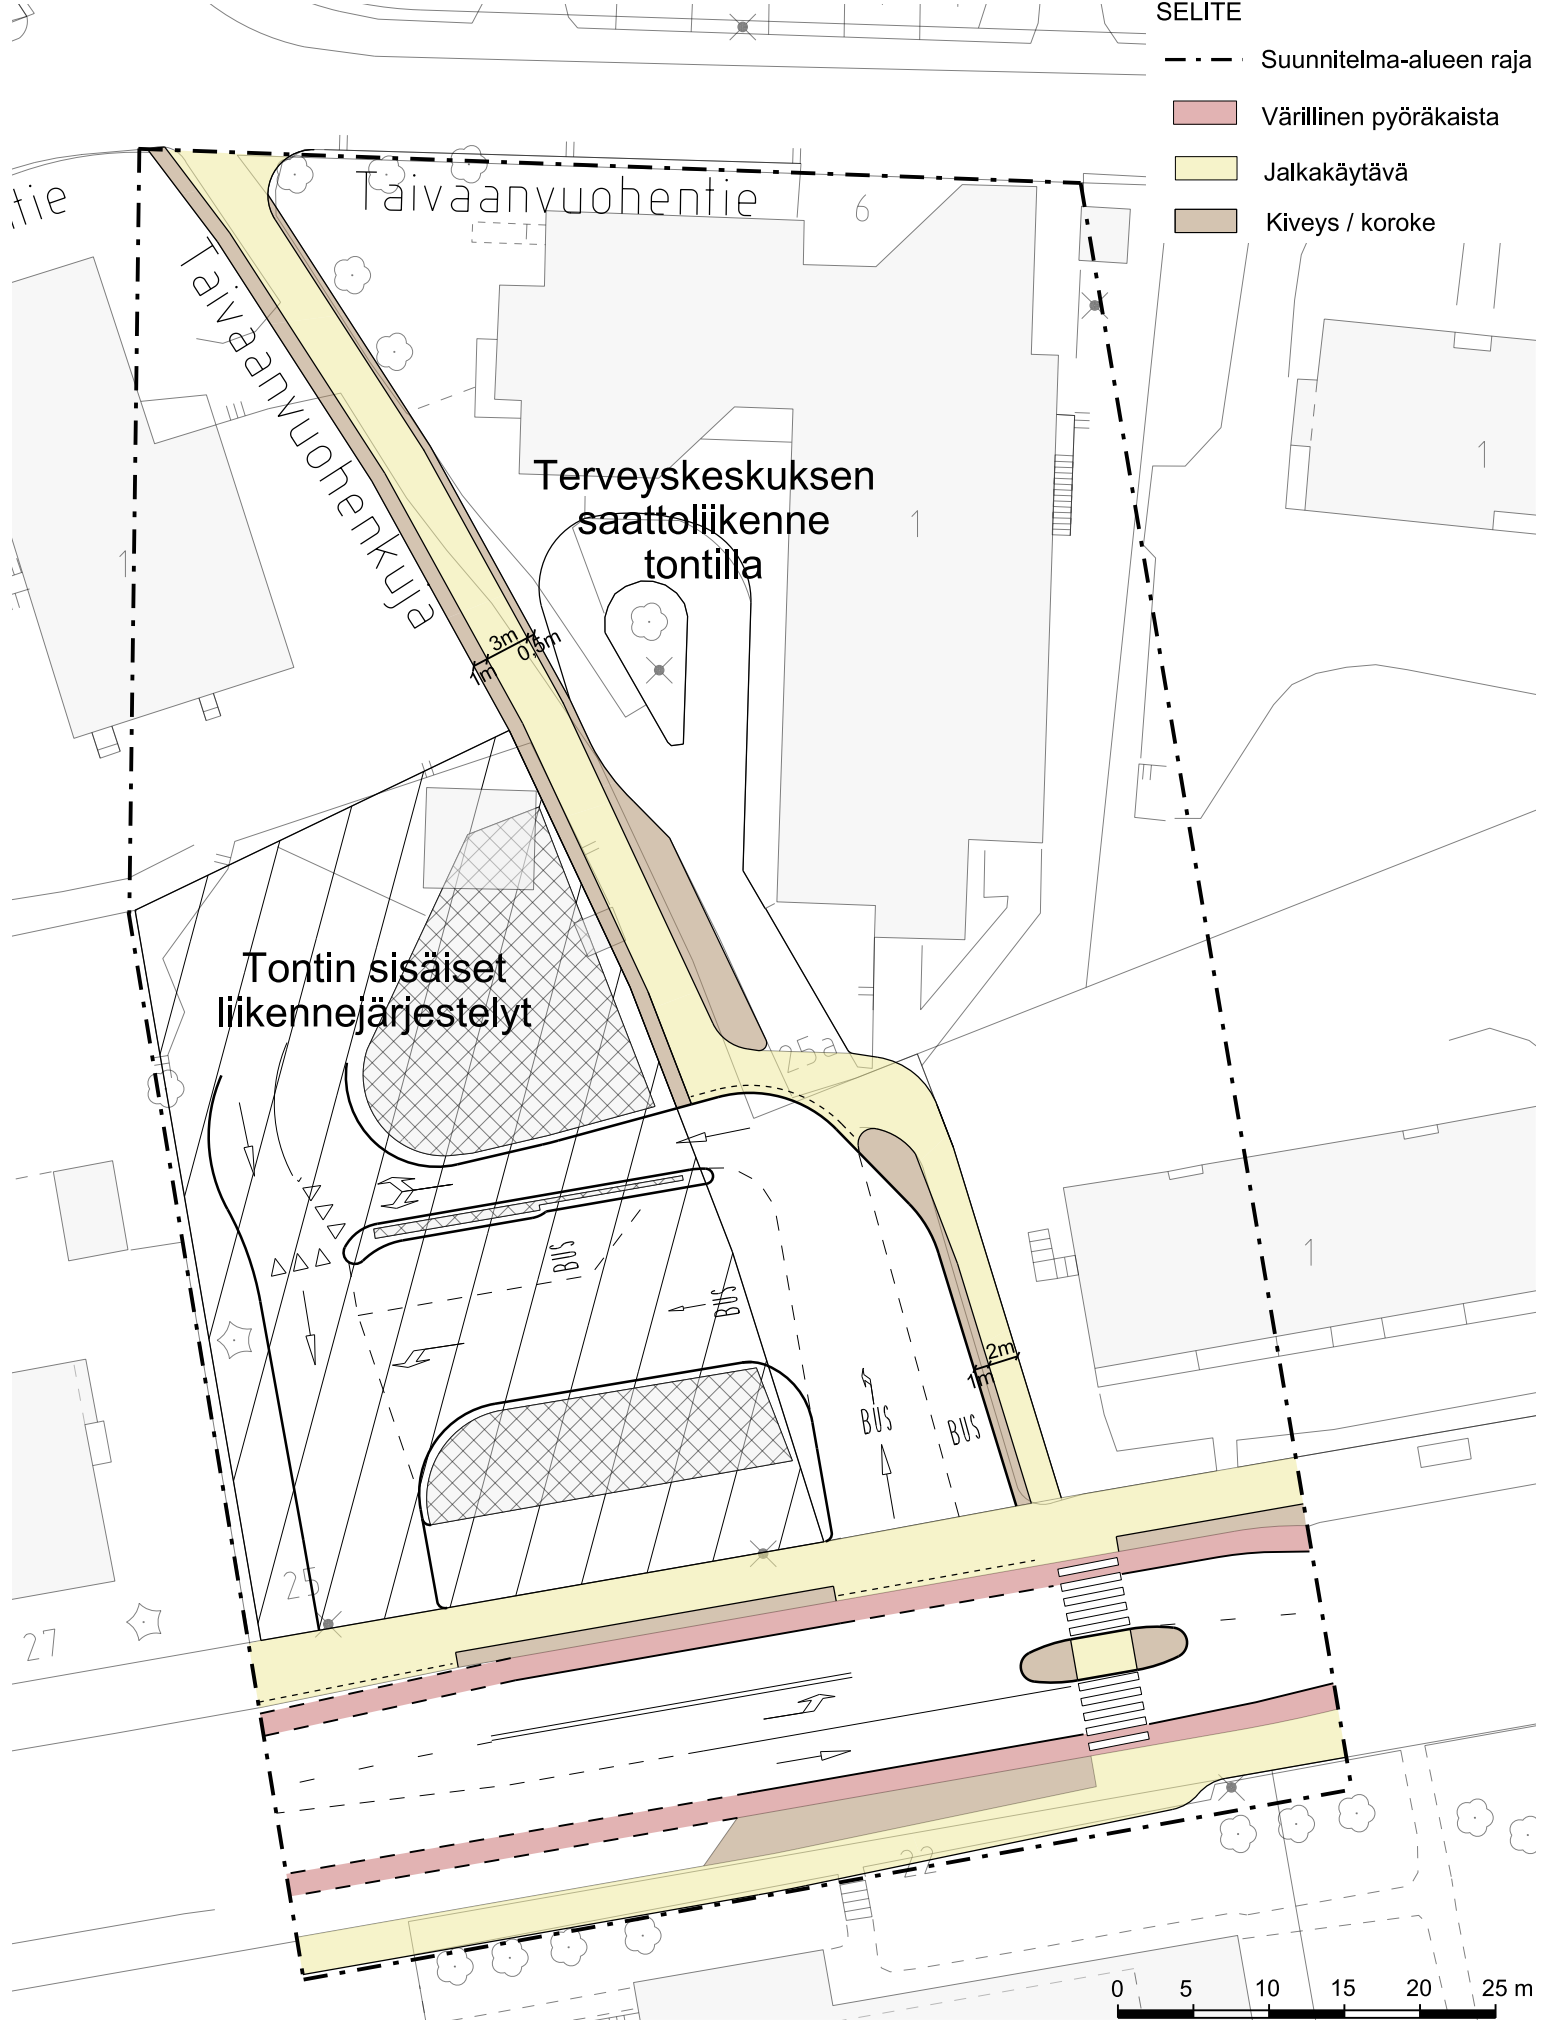 SELITE
Suunnitelma-alueen raja
Värillinen pyöräkaista
Jalkakäytävä
Kiveys / koroke
tie
Taivaanvuohentie
6
Taivaanvuohenkuja
1
Terveyskeskuksen
saattoliikenne
tontilla
1
1
3m
0,5m
1m
Tontin sisäiset
liikennejärjestelyt
25a
BUS
BUS
1
2m
1m
BUS
BUS
25
27
22
0 5 10 15 20 25 m